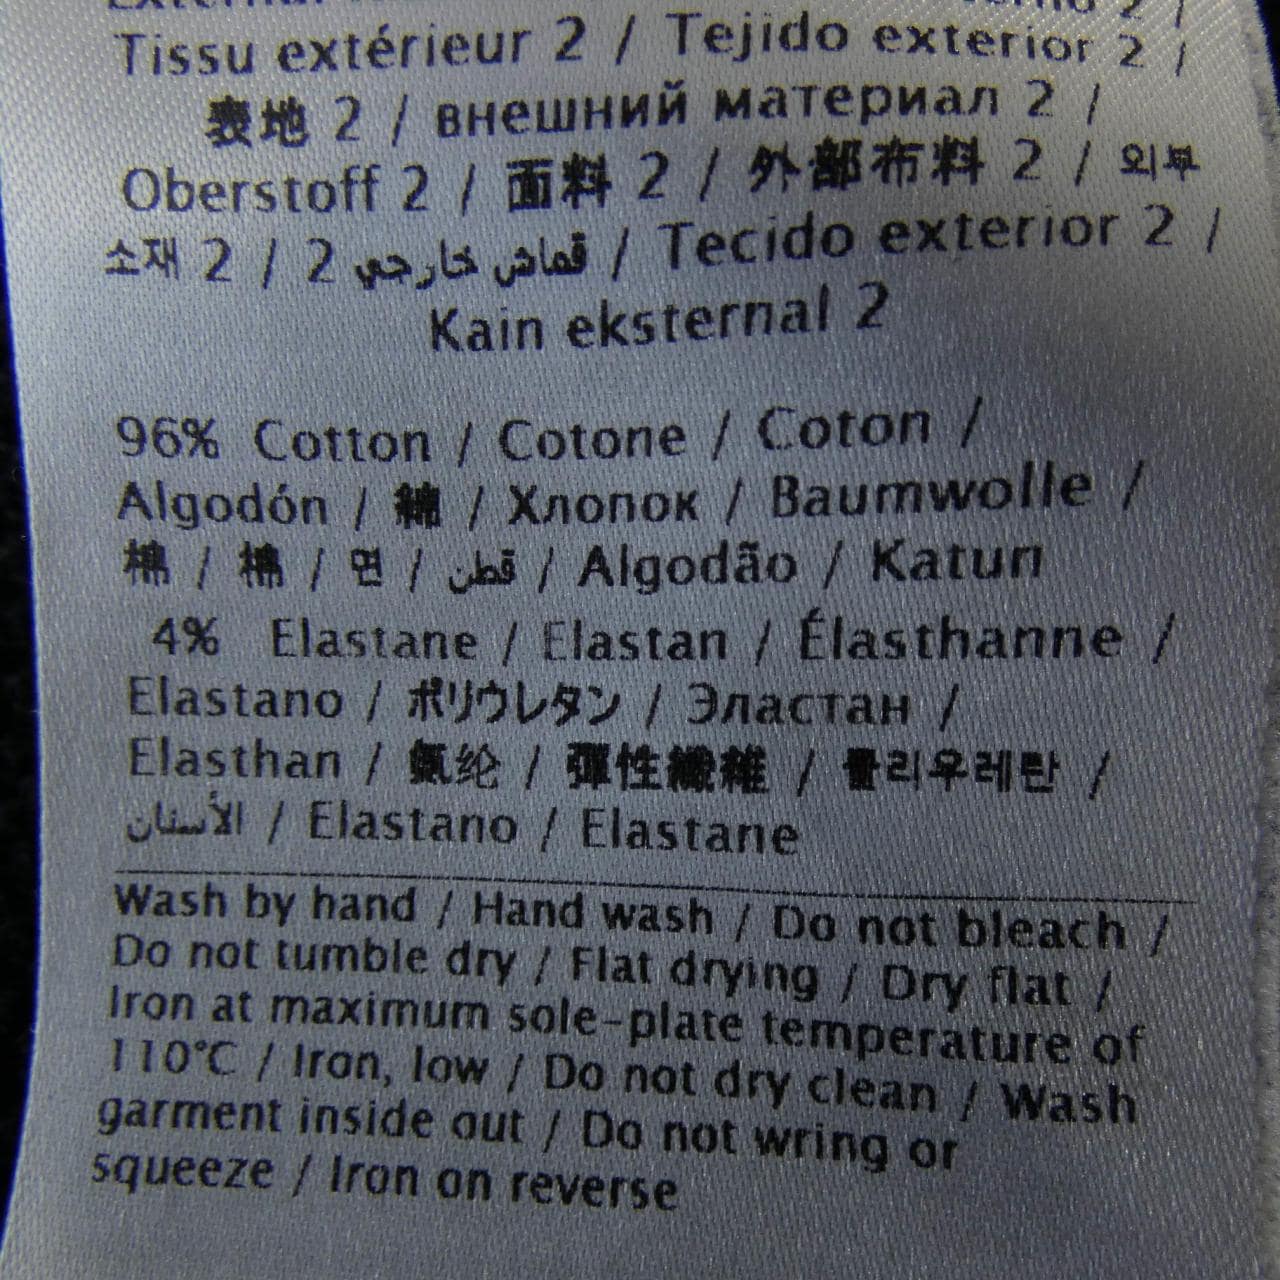 Tissu extérieur 2 / Tejido exterior 2 /
表地 2 / внешний материал 2 /
Oberstoff 2 / 面料 2 / 外部布料 2 / 외부
소재 2 / قماش خارجي 2 / Tecido exterior 2 /
Kain eksternal 2
96% Cotton / Cotone / Coton /
Algodón / 綿 / Хлопок / Baumwolle /
棉 / 棉 / 면 / قطن / Algodão / Katun
4% Elastane / Elastan / Élasthanne /
Elastano / ポリウレタン / Эластан /
Elasthan / 氨纶 / 彈性纖維 / 폴리우레탄 /
الأستان / Elastano / Elastane
Wash by hand / Hand wash / Do not bleach /
Do not tumble dry / Flat drying / Dry flat /
Iron at maximum sole-plate temperature of
110°C / Iron, low / Do not dry clean / Wash
garment inside out / Do not wring or
squeeze / Iron on reverse